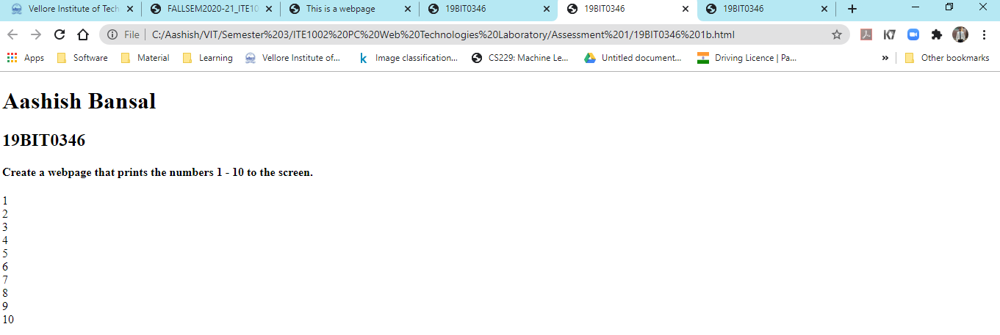 Vellore Institute of Tech
FALLSEM2020-21_ITE10
This is a webpage
19BIT0346
19BIT0346
19BIT0346
File | C:/Aashish/VIT/Semester%203/ITE1002%20PC%20Web%20Technologies%20Laboratory/Assessment%201/19BIT0346%201b.html
K7
Apps Software Material Learning Vellore Institute of... k Image classification... CS229: Machine Le... Untitled document... Driving Licence | Pa... » Other bookmarks
Aashish Bansal
19BIT0346
Create a webpage that prints the numbers 1 - 10 to the screen.
1
2
3
4
5
6
7
8
9
10